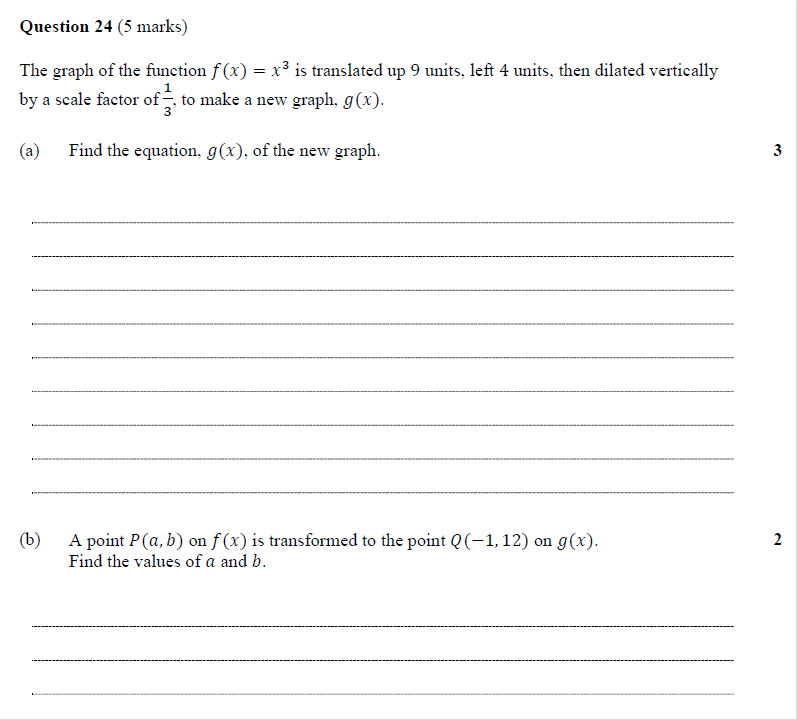 Question 24 (5 marks)
The graph of the function f(x) = x³ is translated up 9 units, left 4 units, then dilated vertically
by a scale factor of 1/3, to make a new graph, g(x).
(a) Find the equation, g(x), of the new graph. 3
(b) A point P(a, b) on f(x) is transformed to the point Q(−1, 12) on g(x). 2
Find the values of a and b.